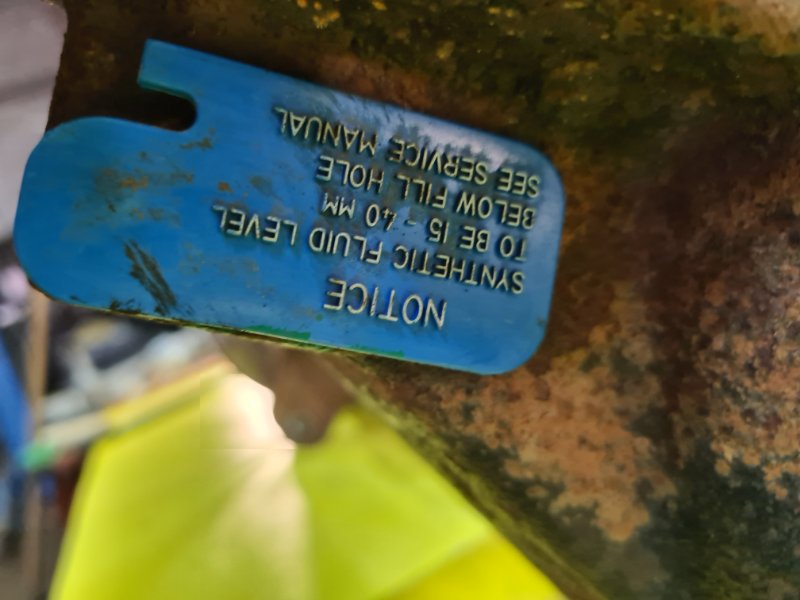 NOTICE
SYNTHETIC FLUID LEVEL
TO BE 15 - 40 MM
BELOW FILL HOLE
SEE SERVICE MANUAL